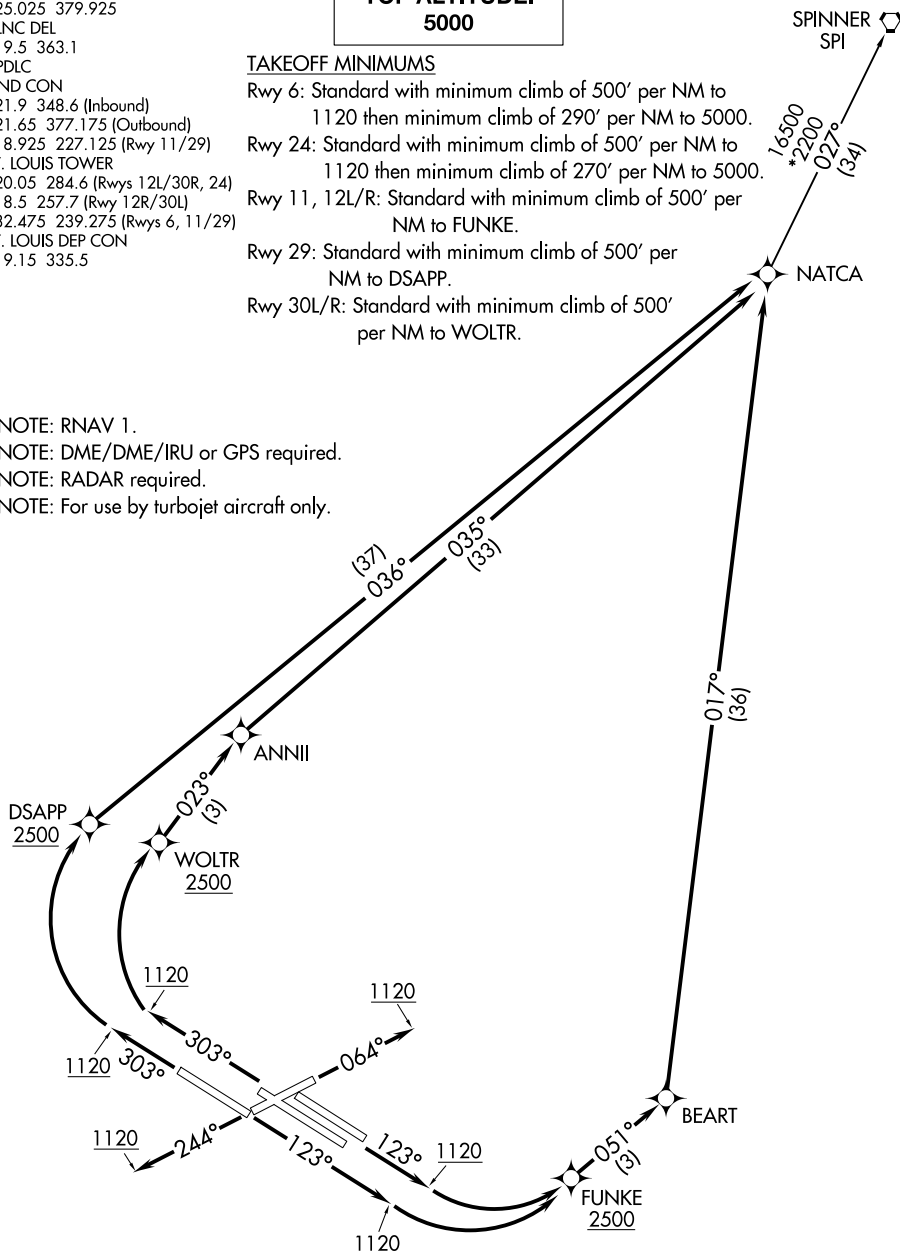 25.025 379.925
NC DEL
9.5 363.1
PDLC
ND CON
21.9 348.6 (Inbound)
21.65 377.175 (Outbound)
8.925 227.125 (Rwy 11/29)
. LOUIS TOWER
20.05 284.6 (Rwys 12L/30R, 24)
8.5 257.7 (Rwy 12R/30L)
32.475 239.275 (Rwys 6, 11/29)
. LOUIS DEP CON
9.15 335.5
TOP ALTITUDE:
5000
TAKEOFF MINIMUMS
Rwy 6: Standard with minimum climb of 500' per NM to
1120 then minimum climb of 290' per NM to 5000.
Rwy 24: Standard with minimum climb of 500' per NM to
1120 then minimum climb of 270' per NM to 5000.
Rwy 11, 12L/R: Standard with minimum climb of 500' per
NM to FUNKE.
Rwy 29: Standard with minimum climb of 500' per
NM to DSAPP.
Rwy 30L/R: Standard with minimum climb of 500'
per NM to WOLTR.
SPINNER
SPI
16500
*2200
027°
(34)
NATCA
NOTE: RNAV 1.
NOTE: DME/DME/IRU or GPS required.
NOTE: RADAR required.
NOTE: For use by turbojet aircraft only.
(37)
036°
035°
(33)
017°
(36)
ANNII
023°
(3)
DSAPP
2500
WOLTR
2500
1120
1120
303°
303°
064°
1120
1120
244°
123°
123°
1120
1120
051°
(3)
BEART
FUNKE
2500